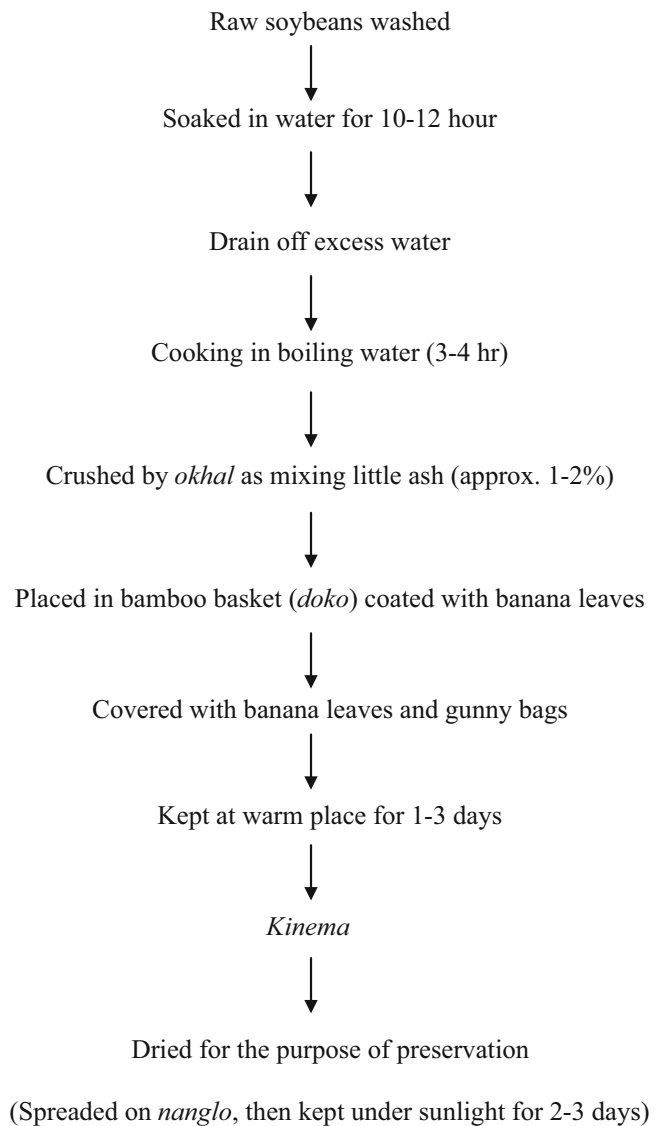 Raw soybeans washed
Soaked in water for 10-12 hour
Drain off excess water
Cooking in boiling water (3-4 hr)
Crushed by okhal as mixing little ash (approx. 1-2%)
Placed in bamboo basket (doko) coated with banana leaves
Covered with banana leaves and gunny bags
Kept at warm place for 1-3 days
Kinema
Dried for the purpose of preservation
(Spreaded on nanglo, then kept under sunlight for 2-3 days)